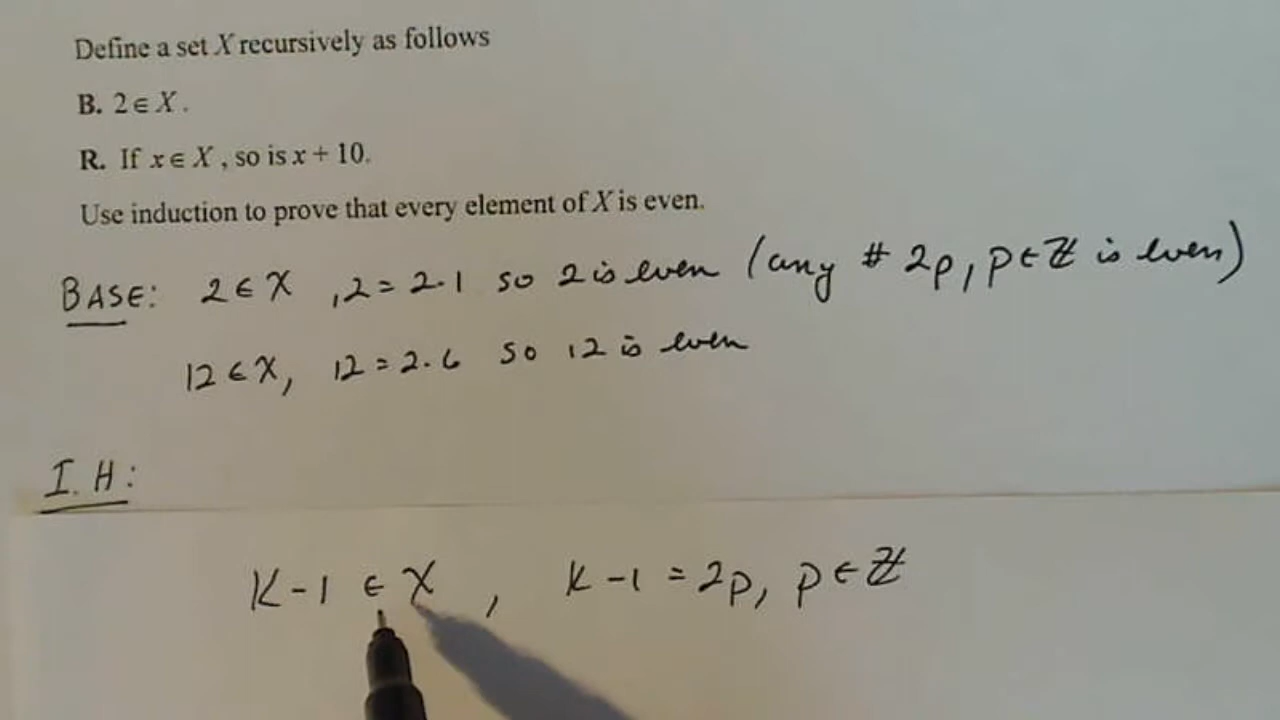 Define a set X recursively as follows
B. 2 ∈ X.
R. If x ∈ X, so is x + 10.
Use induction to prove that every element of X is even.
BASE: 2 ∈ X, 2 = 2·1 so 2 is even (any # 2p, p ∈ ℤ is even)
12 ∈ X, 12 = 2·6 so 12 is even
I.H:
K-1 ∈ X, K-1 = 2p, p ∈ ℤ